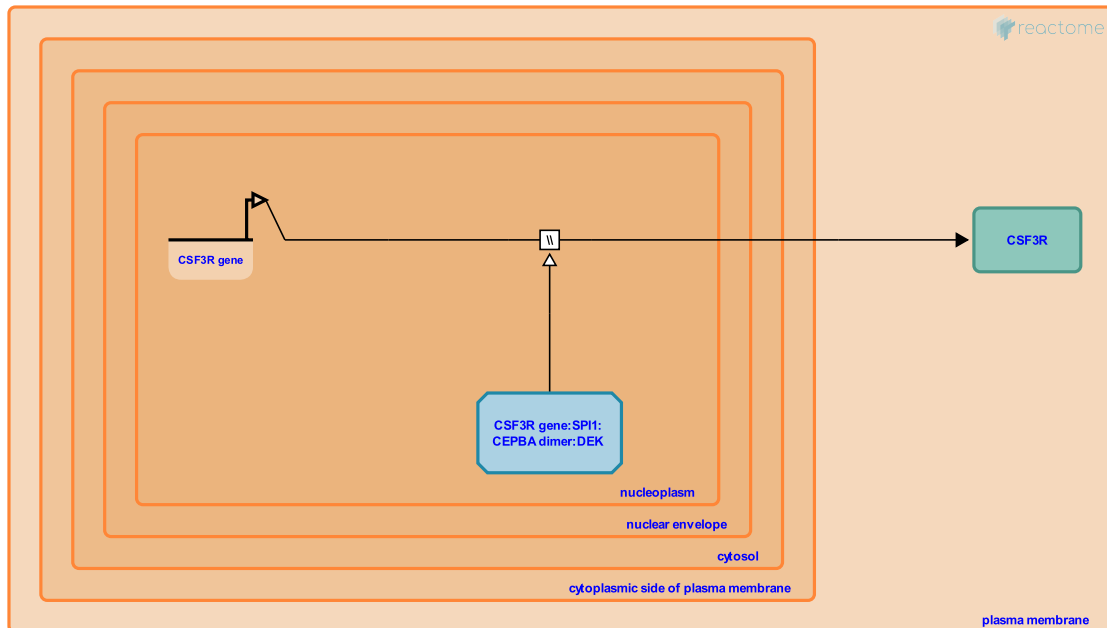 reactome
CSF3R gene
CSF3R
CSF3R gene:SPI1:
CEPBA dimer:DEK
nucleoplasm
nuclear envelope
cytosol
cytoplasmic side of plasma membrane
plasma membrane